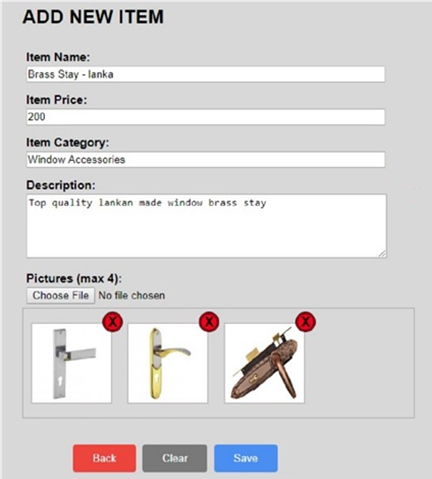 ADD NEW ITEM
Item Name:
Brass Stay - lanka
Item Price:
200
Item Category:
Window Accessories
Description:
Top quality lankan made window brass stay
Pictures (max 4):
Choose File No file chosen
X X X
Back Clear Save